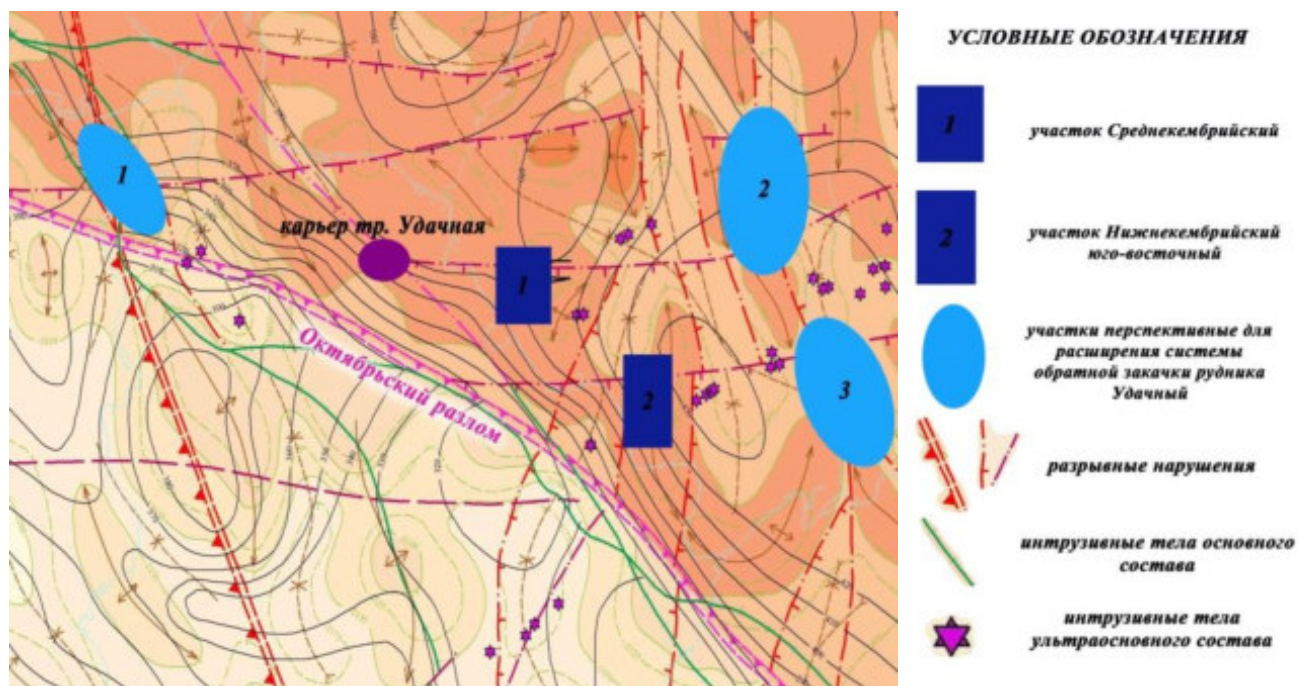 1
2
карьер тр. Удачная
1
Октябрьский разлом
2
3
УСЛОВНЫЕ ОБОЗНАЧЕНИЯ
1
участок Среднекембрийский
2
участок Нижнекембрийский
юго-восточный
участки перспективные для
расширения системы
обратной закачки рудника
Удачный
разрывные нарушения
интрузивные тела основного
состава
интрузивные тела
ультраосновного состава